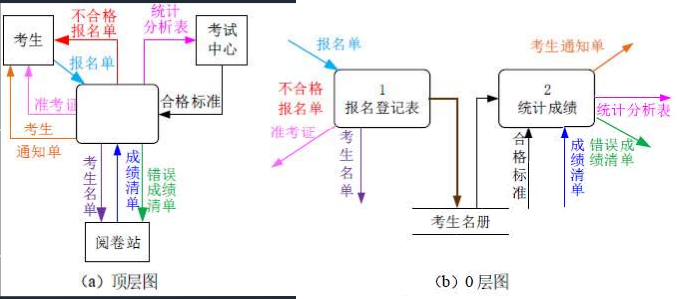 考生
不合格
报名单
统计
分析表
考试
中心
报名单
准考证
合格标准
考生
通知单
考生名单
成绩清单
错误
成绩
清单
阅卷站
(a) 顶层图
报名单
不合格
报名单
准考证
1
报名登记表
考生名单
考生名册
2
统计成绩
考生通知单
统计分析表
错误成
绩清单
成绩清单
合格标准
(b) 0 层图